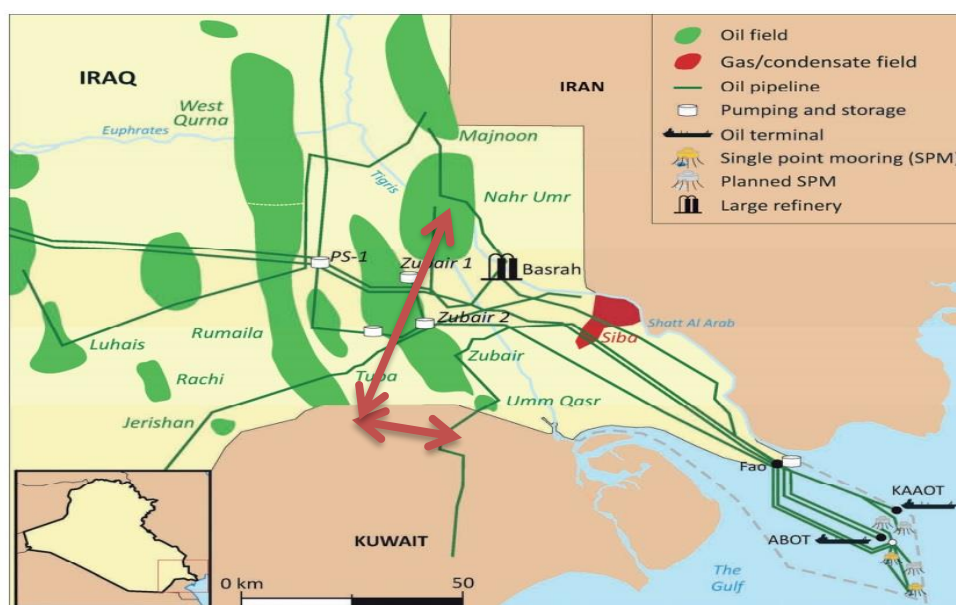 IRAQ
West
Qurna
Euphrates
Tigris
Majnoon
Nahr Umr
IRAN
Oil field
Gas/condensate field
Oil pipeline
Pumping and storage
Oil terminal
Single point mooring (SPM)
Planned SPM
Large refinery
PS-1
Zubair 1
Basrah
Zubair 2
Shatt Al Arab
Siba
Luhais
Rumaila
Zubair
Rachi
Tuba
Umm Qasr
Jerishan
Fao
KAAOT
ABOT
KUWAIT
The
Gulf
0 km
50